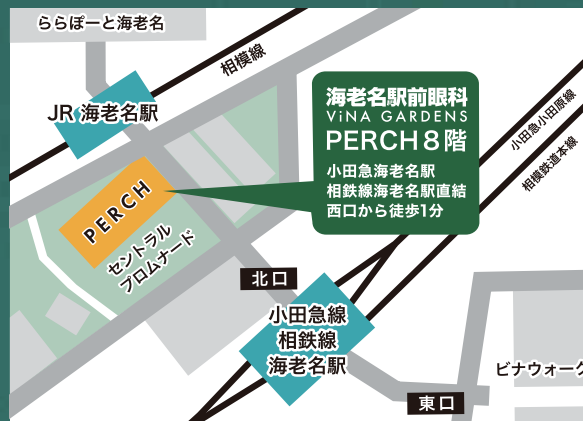 ららぽーと海老名
相模線
JR 海老名駅
海老名駅前眼科
ViNA GARDENS
PERCH 8階
小田急海老名駅
相鉄線海老名駅直結
西口から徒歩1分
小田急小田原線
相模鉄道本線
PERCH
セントラル
プロムナード
北口
小田急線
相鉄線
海老名駅
ビナウォーク
東口